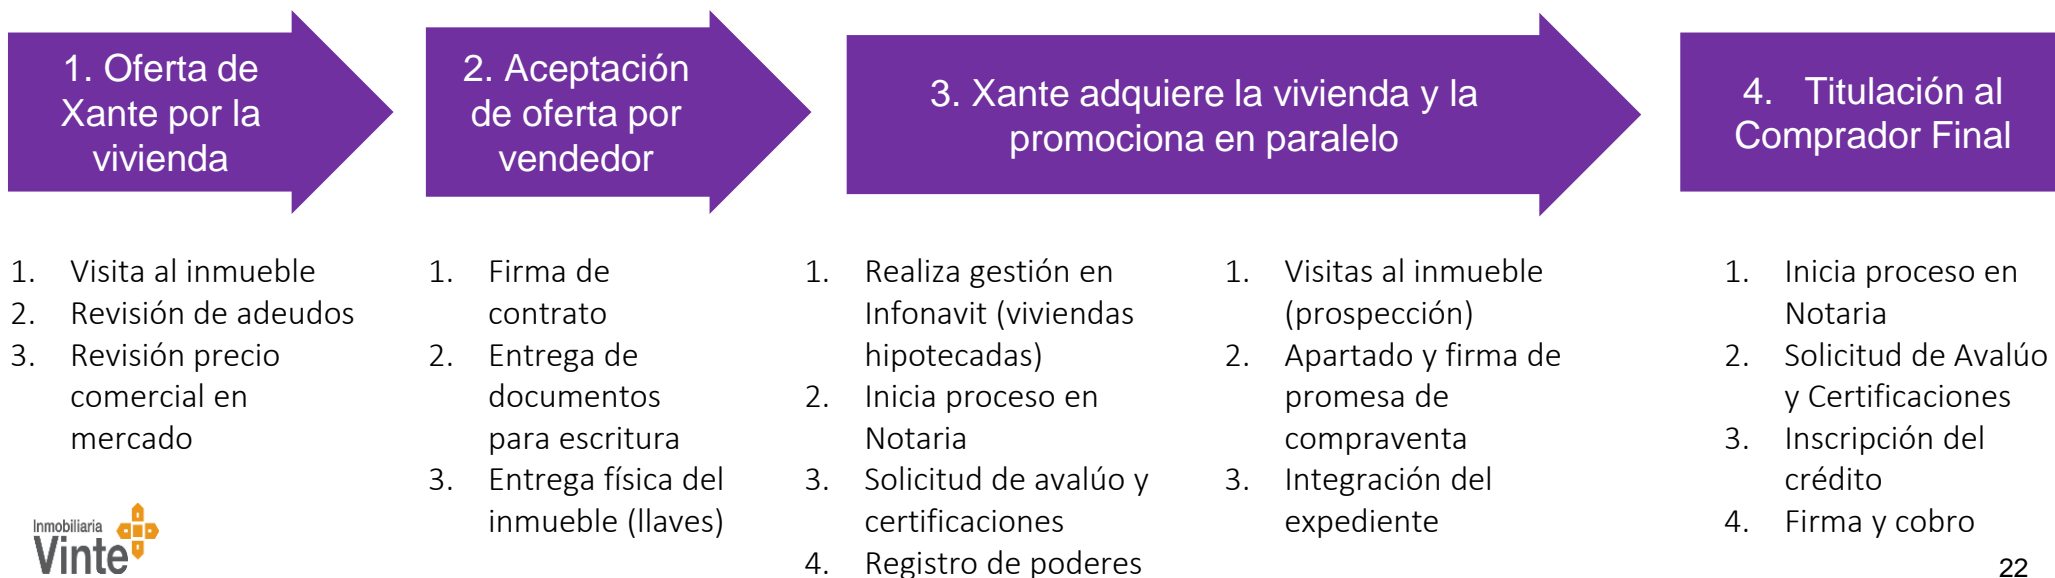 1. Oferta de
Xante por la
vivienda
2. Aceptación
de oferta por
vendedor
3. Xante adquiere la vivienda y la
promociona en paralelo
4. Titulación al
Comprador Final
1. Visita al inmueble
2. Revisión de adeudos
3. Revisión precio
comercial en
mercado
1. Firma de
contrato
2. Entrega de
documentos
para escritura
3. Entrega física del
inmueble (llaves)
1. Realiza gestión en
Infonavit (viviendas
hipotecadas)
2. Inicia proceso en
Notaria
3. Solicitud de avalúo y
certificaciones
4. Registro de poderes
1. Visitas al inmueble
(prospección)
2. Apartado y firma de
promesa de
compraventa
3. Integración del
expediente
1. Inicia proceso en
Notaria
2. Solicitud de Avalúo
y Certificaciones
3. Inscripción del
crédito
4. Firma y cobro
Inmobiliaria
Vinte
22